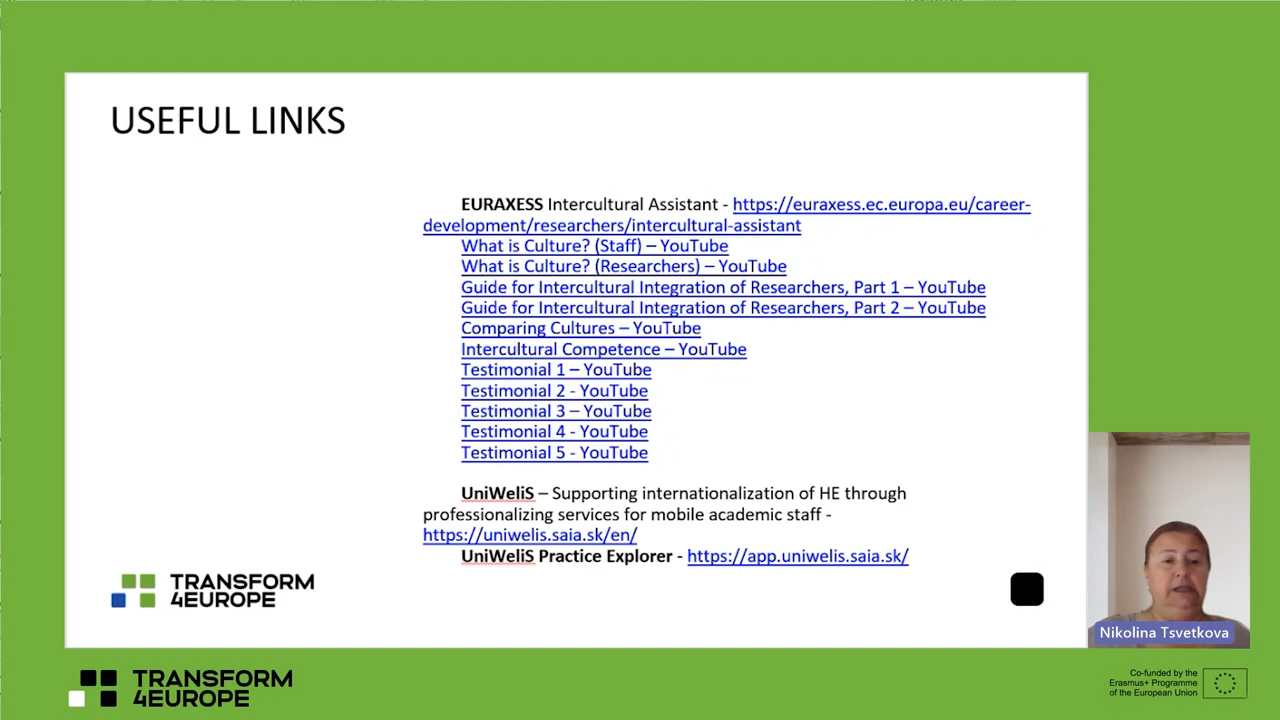 USEFUL LINKS
EURAXESS Intercultural Assistant - https://euraxess.ec.europa.eu/career-
development/researchers/intercultural-assistant
What is Culture? (Staff) – YouTube
What is Culture? (Researchers) – YouTube
Guide for Intercultural Integration of Researchers, Part 1 – YouTube
Guide for Intercultural Integration of Researchers, Part 2 – YouTube
Comparing Cultures – YouTube
Intercultural Competence – YouTube
Testimonial 1 – YouTube
Testimonial 2 - YouTube
Testimonial 3 – YouTube
Testimonial 4 - YouTube
Testimonial 5 - YouTube
UniWeliS – Supporting internationalization of HE through
professionalizing services for mobile academic staff -
https://uniwelis.saia.sk/en/
UniWeliS Practice Explorer - https://app.uniwelis.saia.sk/
TRANSFORM
4EUROPE
Nikolina Tsvetkova
TRANSFORM
4EUROPE
Co-funded by the
Erasmus+ Programme
of the European Union